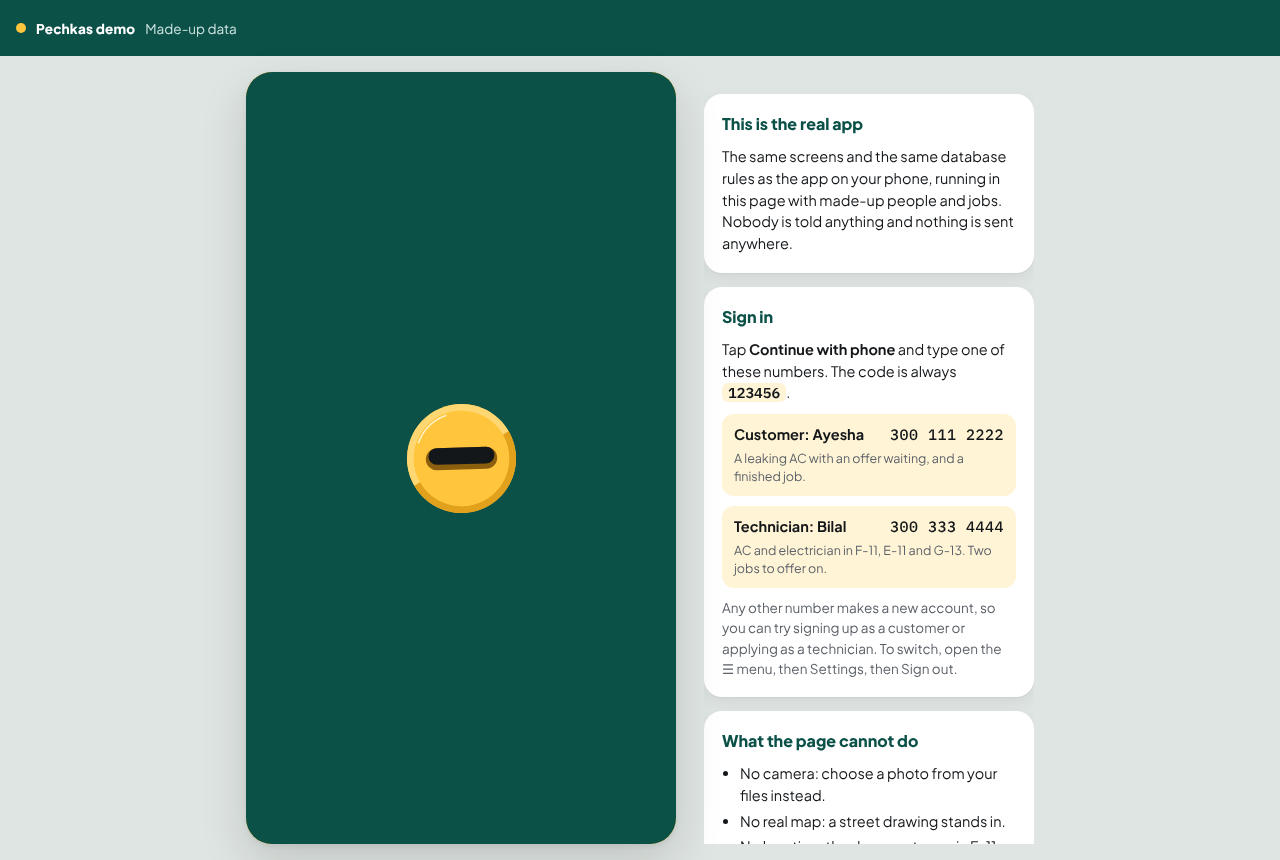 Pechkas demo Made-up data
This is the real app
The same screens and the same database
rules as the app on your phone, running in
this page with made-up people and jobs.
Nobody is told anything and nothing is sent
anywhere.
Sign in
Tap Continue with phone and type one of
these numbers. The code is always
123456 .
Customer: Ayesha 300 111 2222
A leaking AC with an offer waiting, and a
finished job.
Technician: Bilal 300 333 4444
AC and electrician in F-11, E-11 and G-13. Two
jobs to offer on.
Any other number makes a new account, so
you can try signing up as a customer or
applying as a technician. To switch, open the
☰ menu, then Settings, then Sign out.
What the page cannot do
• No camera: choose a photo from your
files instead.
• No real map: a street drawing stands in.